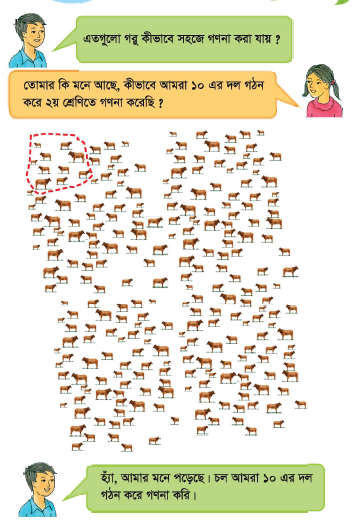 এতগুলো গরু কীভাবে সহজে গণনা করা যায় ?
তোমার কি মনে আছে, কীভাবে আমরা ১০ এর দল গঠন
করে ২য় শ্রেণিতে গণনা করেছি ?
হ্যাঁ, আমার মনে পড়েছে। চল আমরা ১০ এর দল
গঠন করে গণনা করি।